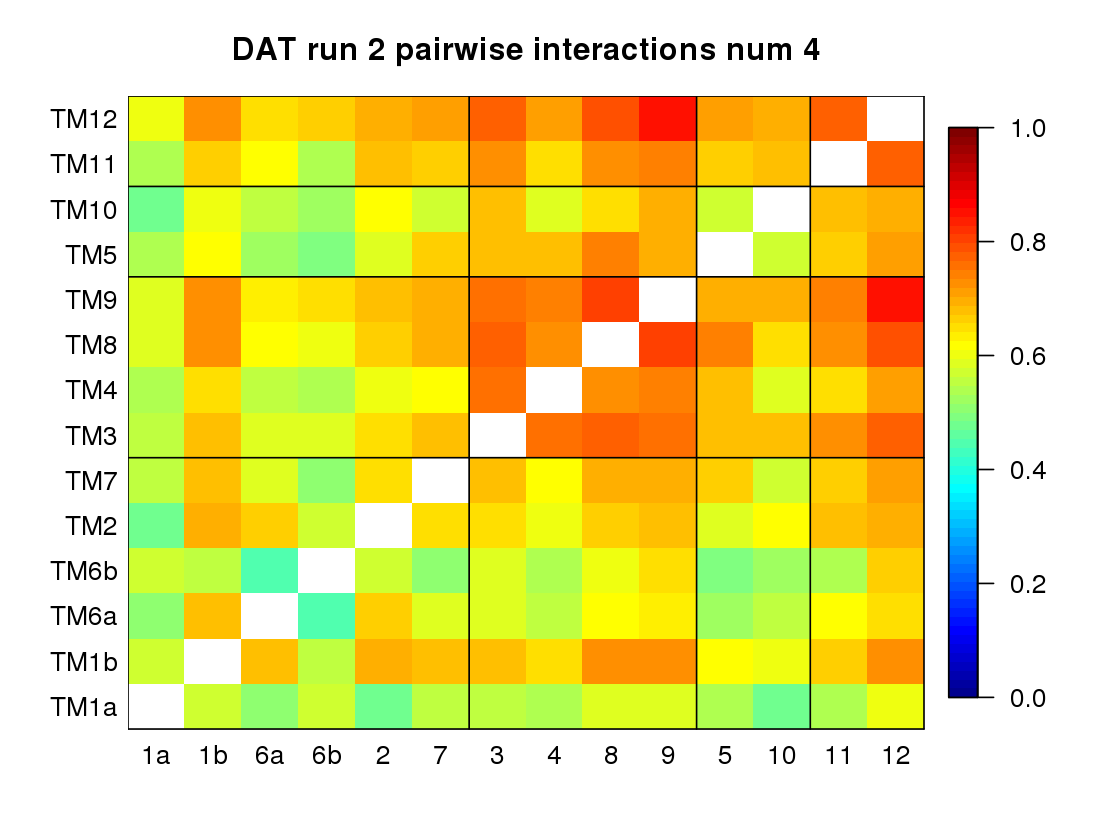 DAT run 2 pairwise interactions num 4
TM12
TM11
TM10
TM5
TM9
TM8
TM4
TM3
TM7
TM2
TM6b
TM6a
TM1b
TM1a
1a 1b 6a 6b 2 7 3 4 8 9 5 10 11 12
1.0
0.8
0.6
0.4
0.2
0.0